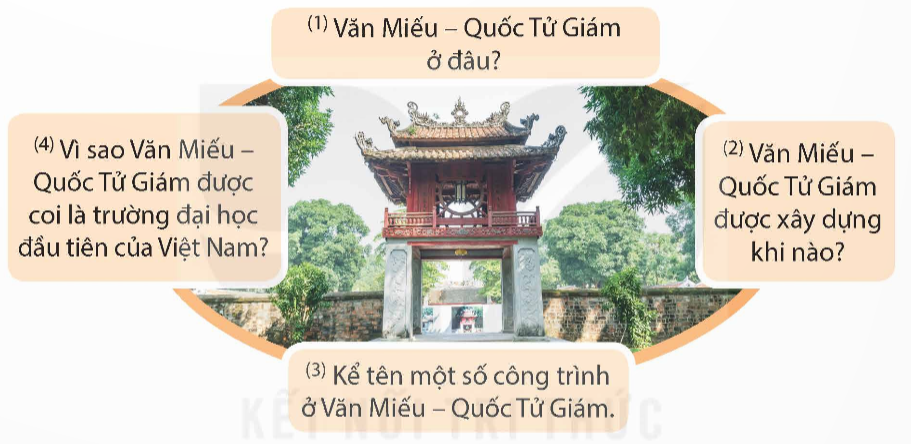 (1) Văn Miếu – Quốc Tử Giám
ở đâu?
(2) Văn Miếu –
Quốc Tử Giám
được xây dựng
khi nào?
(3) Kể tên một số công trình
ở Văn Miếu – Quốc Tử Giám.
(4) Vì sao Văn Miếu –
Quốc Tử Giám được
coi là trường đại học
đầu tiên của Việt Nam?
KẾT NỐI TRI THỨC